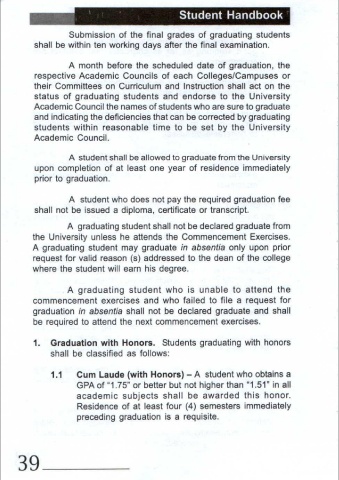 Student Handbook
Submission of the final grades of graduating students
shall be within ten working days after the final examination.
A month before the scheduled date of graduation, the
respective Academic Councils of each Colleges/Campuses or
their Committees on Curriculum and Instruction shall act on the
status of graduating students and endorse to the University
Academic Council the names of students who are sure to graduate
and indicating the deficiencies that can be corrected by graduating
students within reasonable time to be set by the University
Academic Council.
A student shall be allowed to graduate from the University
upon completion of at least one year of residence immediately
prior to graduation.
A student who does not pay the required graduation fee
shall not be issued a diploma, certificate or transcript.
A graduating student shall not be declared graduate from
the University unless he attends the Commencement Exercises.
A graduating student may graduate in absentia only upon prior
request for valid reason (s) addressed to the dean of the college
where the student will earn his degree.
A graduating student who is unable to attend the
commencement exercises and who failed to file a request for
graduation in absentia shall not be declared graduate and shall
be required to attend the next commencement exercises.
1. Graduation with Honors. Students graduating with honors
shall be classified as follows:
1.1 Cum Laude (with Honors) – A student who obtains a
GPA of "1.75" or better but not higher than "1.51" in all
academic subjects shall be awarded this honor.
Residence of at least four (4) semesters immediately
preceding graduation is a requisite.
39